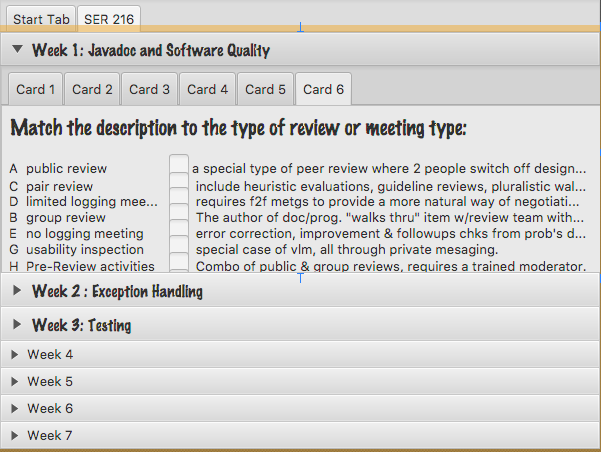 Start Tab SER 216
Week 1: Javadoc and Software Quality
Card 1 Card 2 Card 3 Card 4 Card 5 Card 6
Match the description to the type of review or meeting type:
A public review a special type of peer review where 2 people switch off design...
C pair review include heuristic evaluations, guideline reviews, pluralistic wal...
D limited logging mee... requires f2f metgs to provide a more natural way of negotiati...
B group review The author of doc/prog. "walks thru" item w/review team with...
E no logging meeting error correction, improvement & followups chks from prob's d...
G usability inspection special case of vlm, all through private mesaging.
H Pre-Review activities Combo of public & group reviews, requires a trained moderator.
Week 2 : Exception Handling
Week 3: Testing
Week 4
Week 5
Week 6
Week 7